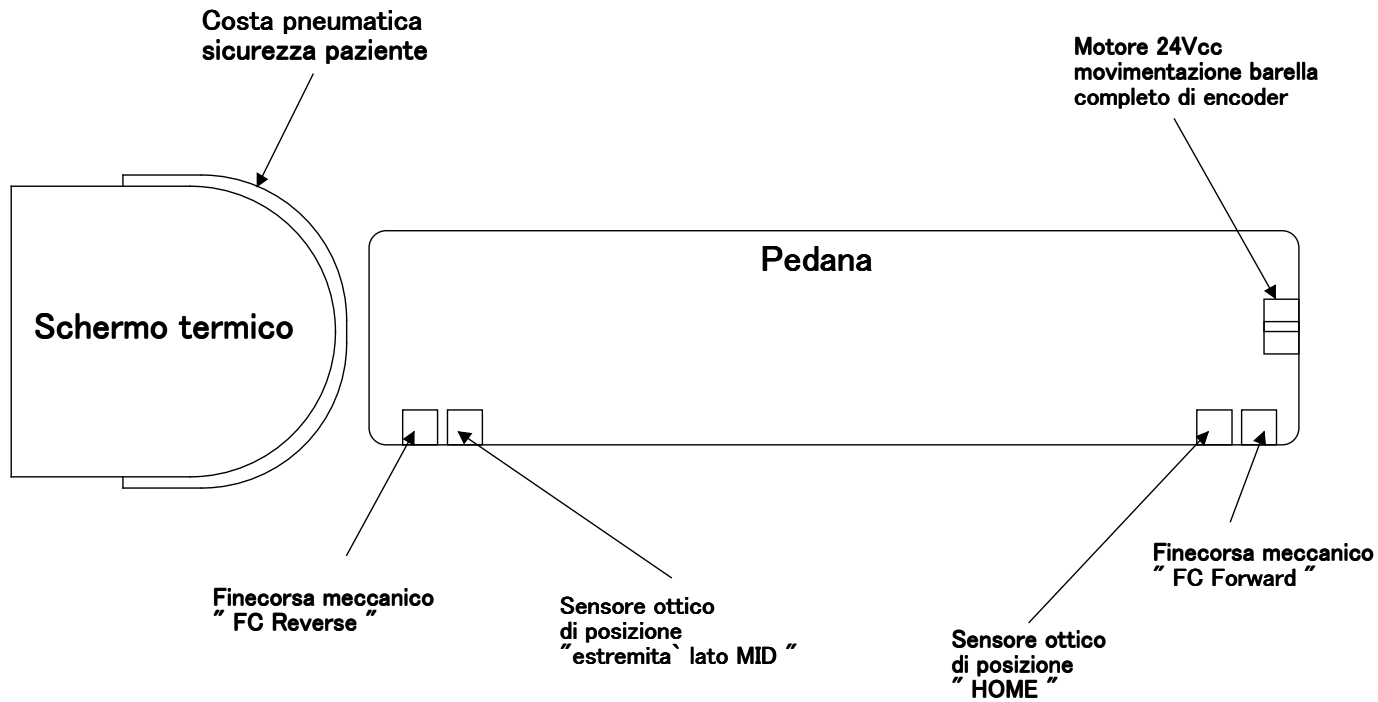 Costa pneumatica
sicurezza paziente
Motore 24Vcc
movimentazione barella
completo di encoder
Pedana
Schermo termico
Finecorsa meccanico
" FC Forward "
Finecorsa meccanico
" FC Reverse "
Sensore ottico
di posizione
"estremita` lato MID "
Sensore ottico
di posizione
" HOME "